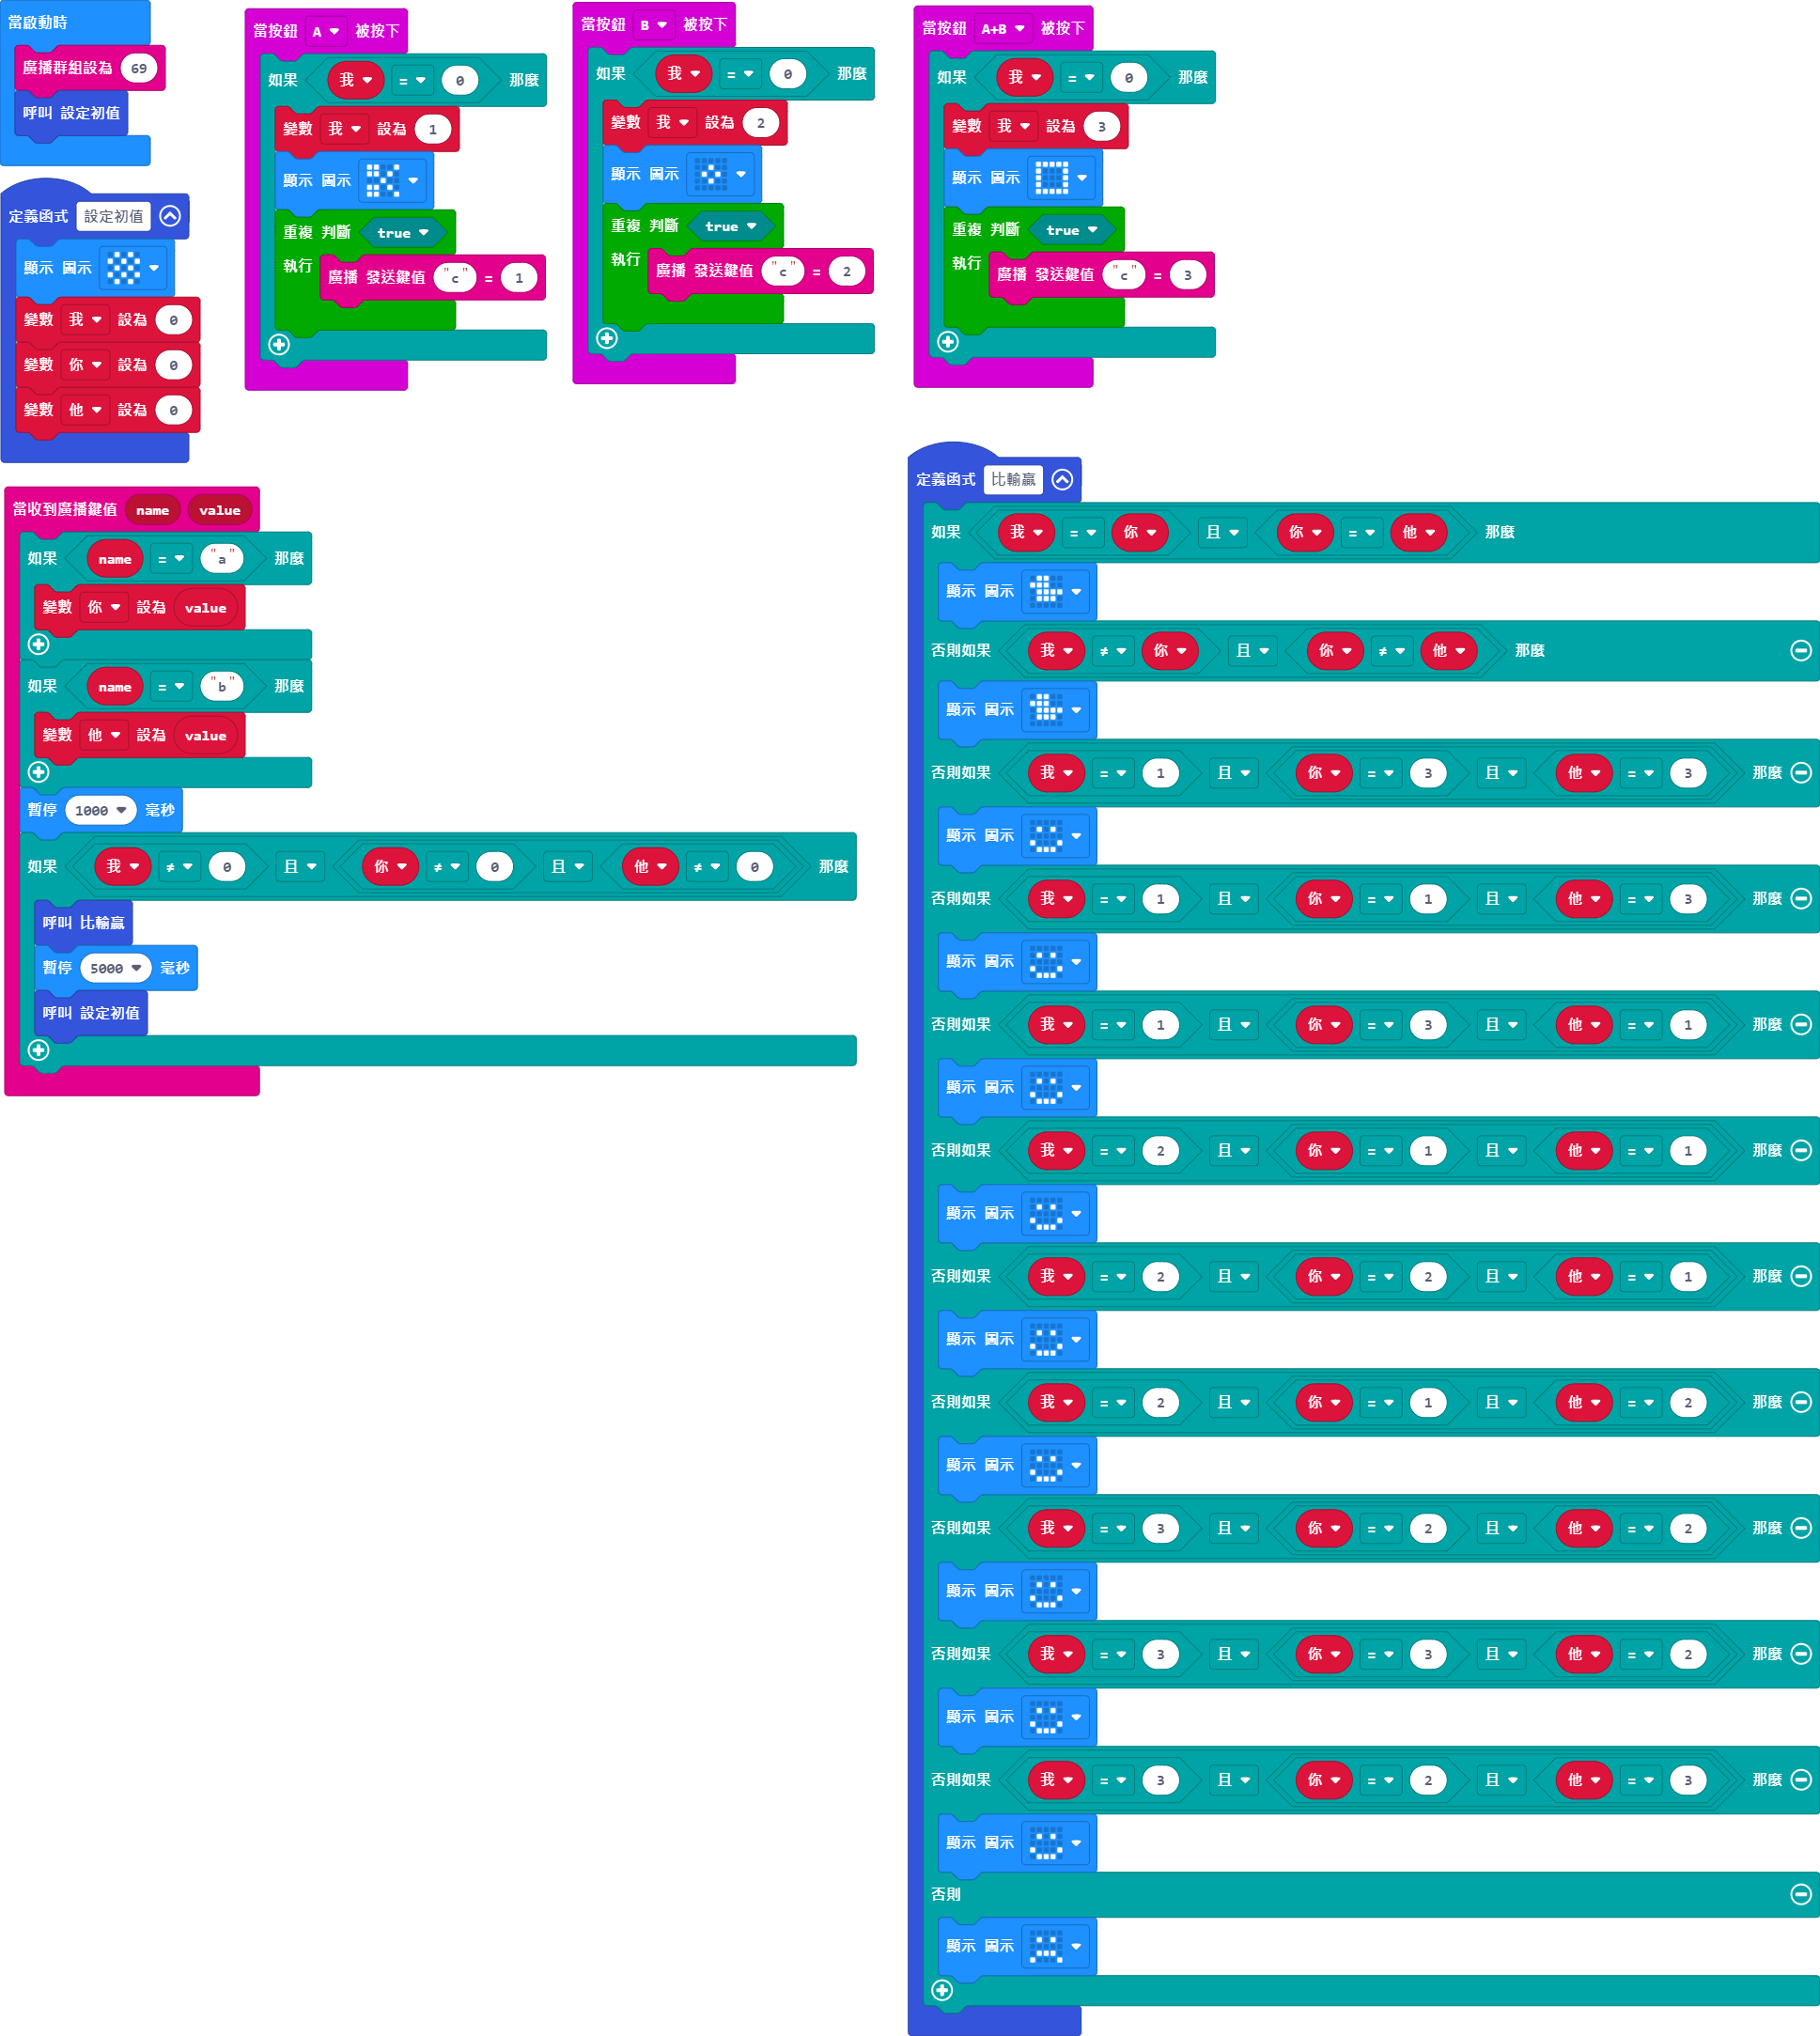 當啟動時
廣播群組設為 69
呼叫 設定初值
定義函式 設定初值
顯示 圖示
變數 我 設為 0
變數 你 設為 0
變數 他 設為 0
當按鈕 A 被按下
如果 我 = 0 那麼
變數 我 設為 1
顯示 圖示
重複 判斷 true
執行 廣播 發送鍵值 "c" = 1
當按鈕 B 被按下
如果 我 = 0 那麼
變數 我 設為 2
顯示 圖示
重複 判斷 true
執行 廣播 發送鍵值 "c" = 2
當按鈕 A+B 被按下
如果 我 = 0 那麼
變數 我 設為 3
顯示 圖示
重複 判斷 true
執行 廣播 發送鍵值 "c" = 3
當收到廣播鍵值 name value
如果 name = "a" 那麼
變數 你 設為 value
如果 name = "b" 那麼
變數 他 設為 value
暫停 1000 毫秒
如果 我 ≠ 0 且 你 ≠ 0 且 他 ≠ 0 那麼
呼叫 比輸贏
暫停 5000 毫秒
呼叫 設定初值
定義函式 比輸贏
如果 我 = 你 且 你 = 他 那麼
顯示 圖示
否則如果 我 ≠ 你 且 你 ≠ 他 那麼
顯示 圖示
否則如果 我 = 1 且 你 = 3 且 他 = 3 那麼
顯示 圖示
否則如果 我 = 1 且 你 = 1 且 他 = 3 那麼
顯示 圖示
否則如果 我 = 1 且 你 = 3 且 他 = 1 那麼
顯示 圖示
否則如果 我 = 2 且 你 = 1 且 他 = 1 那麼
顯示 圖示
否則如果 我 = 2 且 你 = 2 且 他 = 1 那麼
顯示 圖示
否則如果 我 = 2 且 你 = 1 且 他 = 2 那麼
顯示 圖示
否則如果 我 = 3 且 你 = 2 且 他 = 2 那麼
顯示 圖示
否則如果 我 = 3 且 你 = 3 且 他 = 2 那麼
顯示 圖示
否則如果 我 = 3 且 你 = 2 且 他 = 3 那麼
顯示 圖示
否則
顯示 圖示